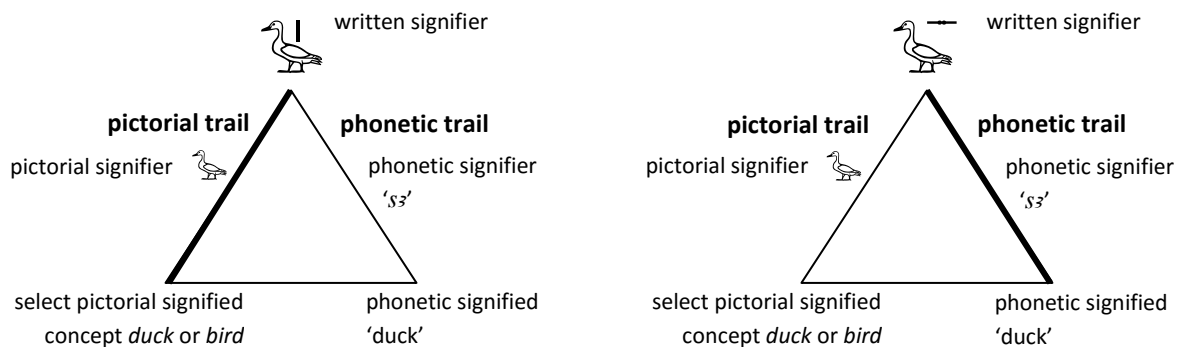 𓅭𓏤 written signifier
pictorial trail phonetic trail
pictorial signifier 𓅭 phonetic signifier
‘sꜣ’
select pictorial signified phonetic signified
concept duck or bird ‘duck’
𓅭𓊃 written signifier
pictorial trail phonetic trail
pictorial signifier 𓅭 phonetic signifier
‘sꜣ’
select pictorial signified phonetic signified
concept duck or bird ‘duck’